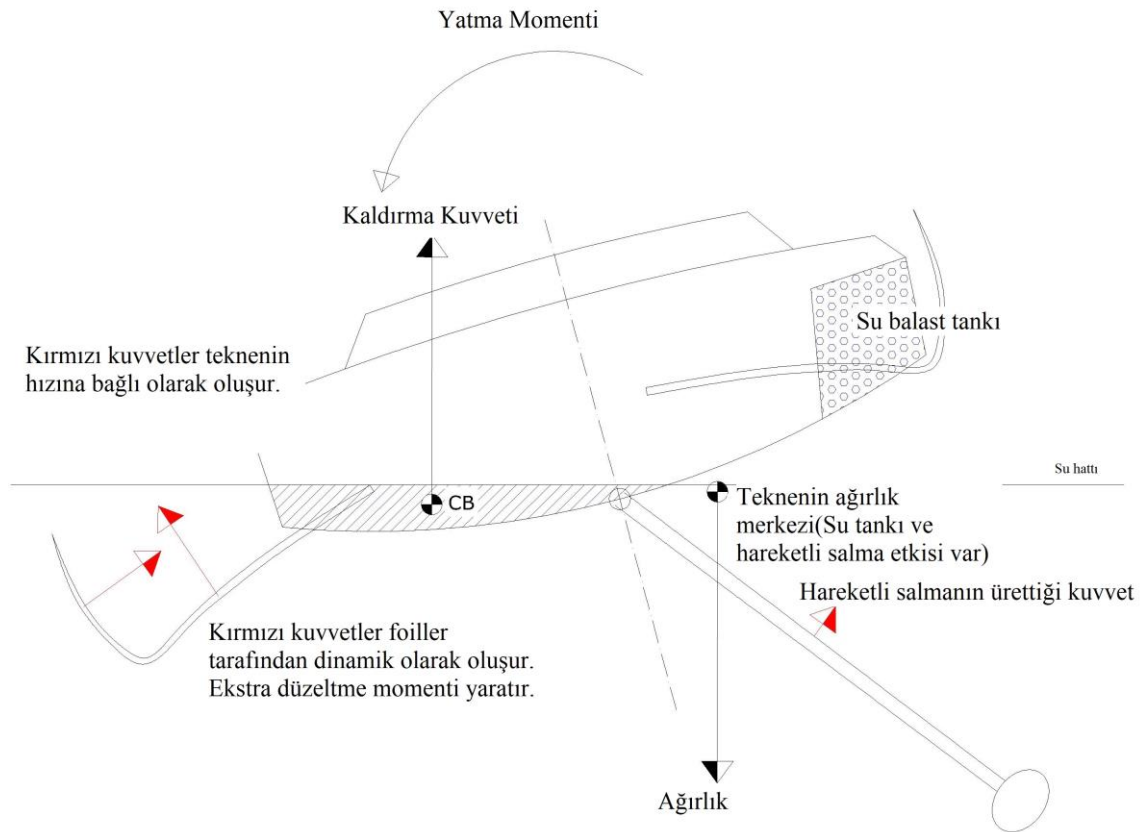 Yatma Momenti
Kaldırma Kuvveti
Su balast tankı
Kırmızı kuvvetler teknenin
hızına bağlı olarak oluşur.
Su hattı
CB
Teknenin ağırlık
merkezi(Su tankı ve
hareketli salma etkisi var)
Hareketli salmanın ürettiği kuvvet
Kırmızı kuvvetler foiller
tarafından dinamik olarak oluşur.
Ekstra düzeltme momenti yaratır.
Ağırlık